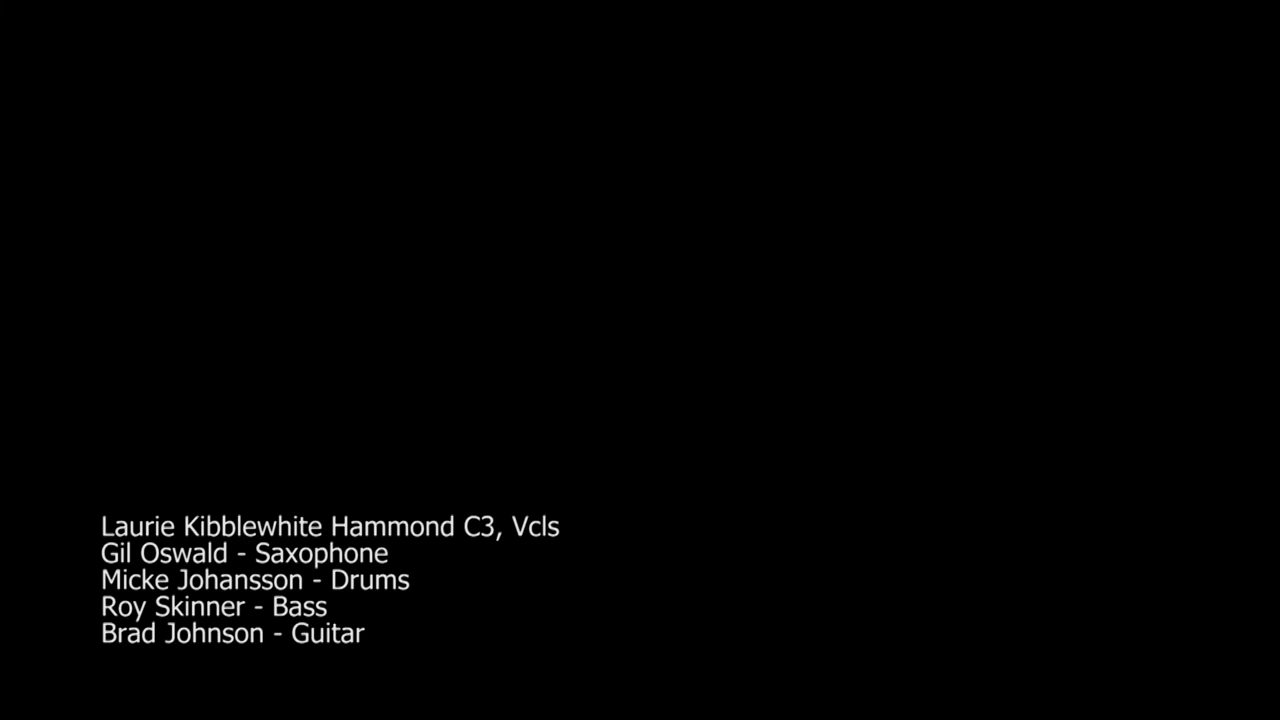 Laurie Kibblewhite Hammond C3, Vcls
Gil Oswald - Saxophone
Micke Johansson - Drums
Roy Skinner - Bass
Brad Johnson - Guitar